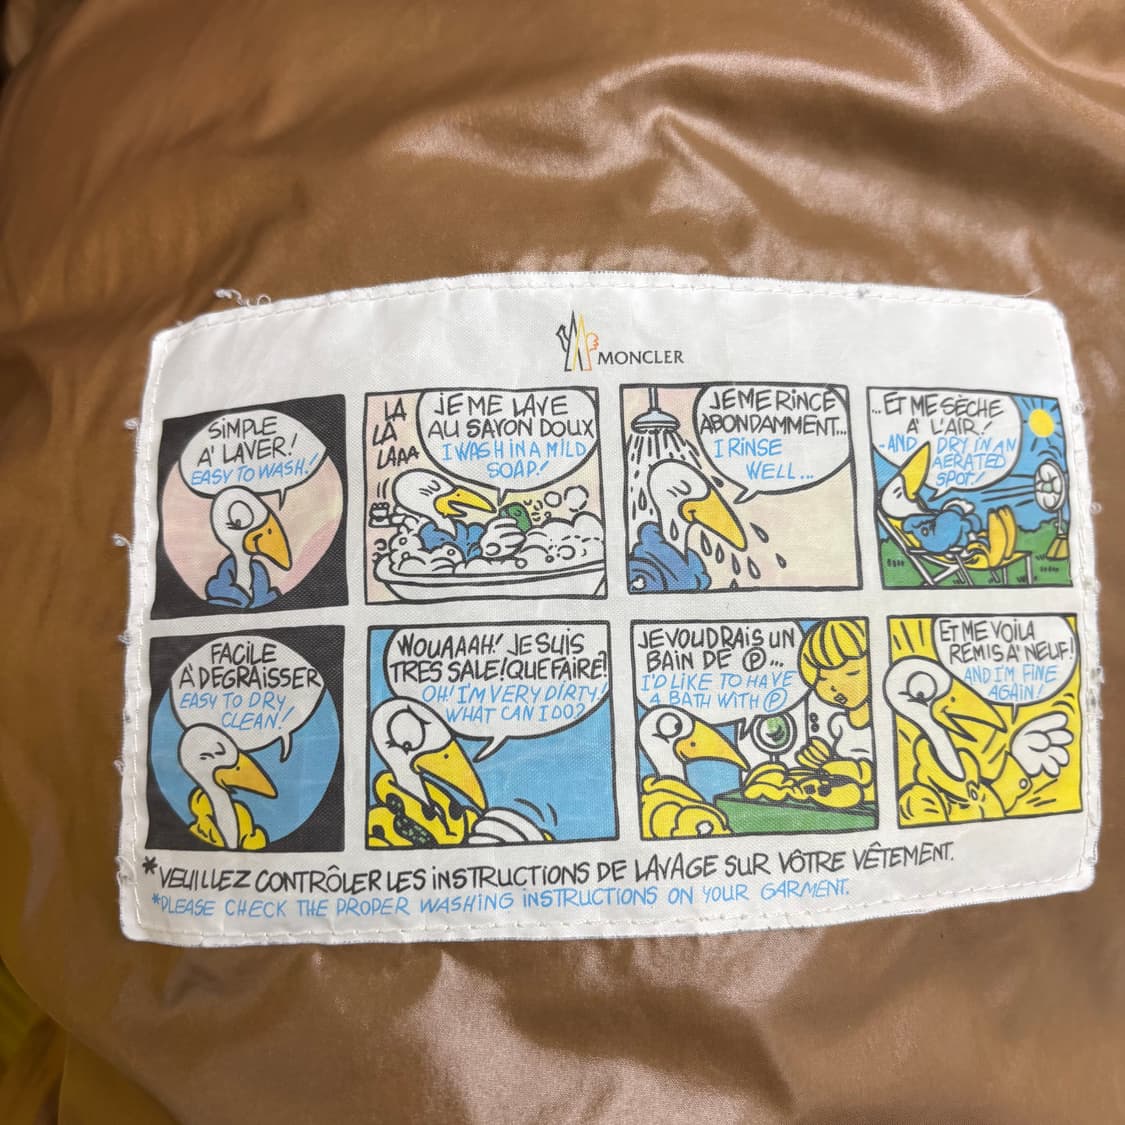 MONCLER
SIMPLE
A' LAVER!
EASY TO WASH!
LA
LA
LAAA
JE ME LAVE
AU SAVON DOUX
I WASH IN A MILD
SOAP!
JE ME RINCE
ABONDAMMENT...
I RINSE
WELL...
...ET ME SÈCHE
A' L'AIR!
-AND DRY IN AN
AERATED
SPOT!
FACILE
A' DEGRAISSER
EASY TO DRY
CLEAN!
WOUAAAH! JE SUIS
TRES SALE! QUE FAIRE?
OH! I'M VERY DIRTY!
WHAT CAN I DO?
JE VOUDRAIS UN
BAIN DE Ⓟ...
I'D LIKE TO HAVE
A BATH WITH Ⓟ
ET ME VOILA
REMIS A' NEUF!
AND I'M FINE
AGAIN!
*VEUILLEZ CONTRÔLER LES INSTRUCTIONS DE LAVAGE SUR VÔTRE VÊTEMENT.
*PLEASE CHECK THE PROPER WASHING INSTRUCTIONS ON YOUR GARMENT.